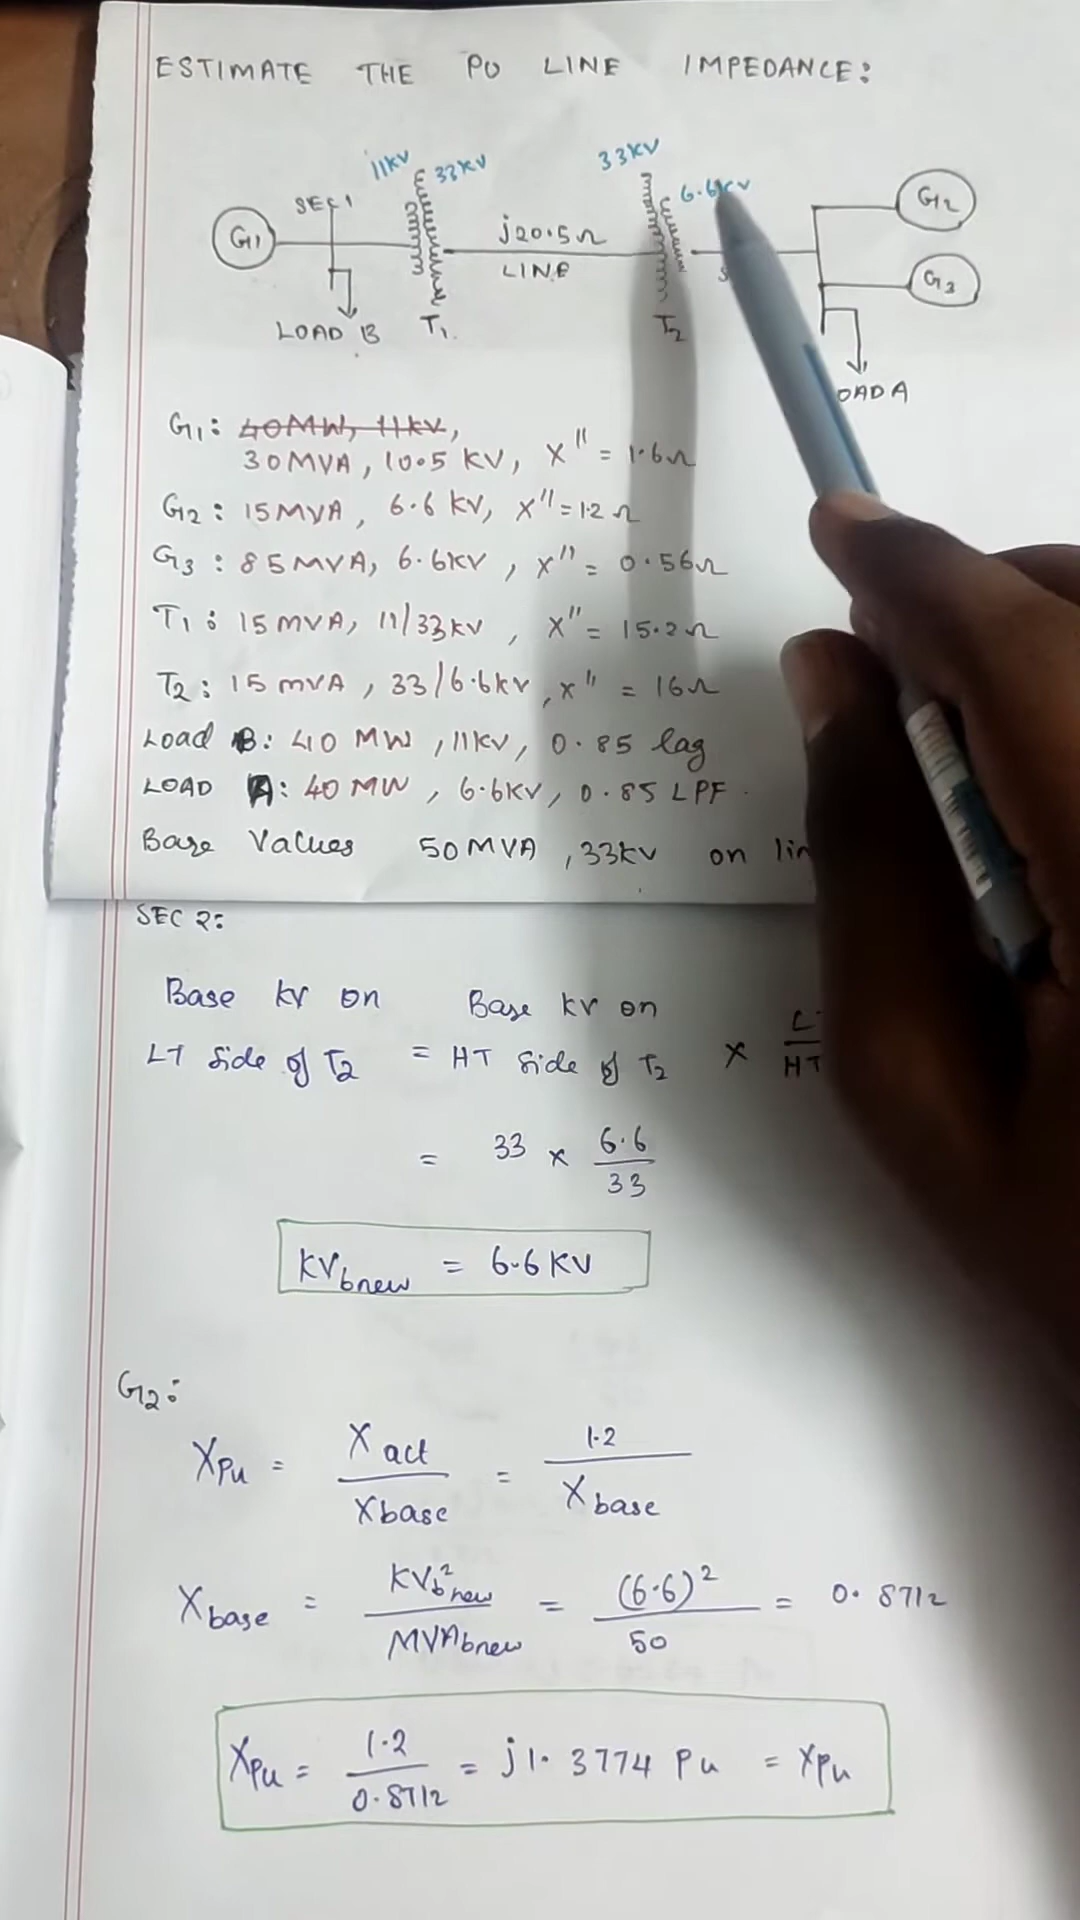 ESTIMATE THE PU LINE IMPEDANCE:
11KV 33KV 33KV 6.6KV
SEC1
G1 j20.5Ω G2
LINE G3
LOAD B T1 T2
OAD A
G1: 40MW, 11KV,
30MVA, 10.5 KV, X" = 1.6Ω
G2: 15MVA, 6.6 KV, X" = 1.2 Ω
G3: 85MVA, 6.6KV, X" = 0.56Ω
T1: 15MVA, 11/33KV, X" = 15.2Ω
T2: 15MVA, 33/6.6KV, X" = 16Ω
Load B: 40 MW, 11KV, 0.85 lag
LOAD A: 40 MW, 6.6KV, 0.85 LPF.
Base Values 50MVA, 33KV on lin
SEC 2:
Base KV on Base KV on
LT Side of T2 = HT Side of T2 × L / HT
= 33 × 6.6 / 33
KVbnew = 6.6 KV
G2:
XPu = X act / Xbase = 1.2 / Xbase
Xbase = KVbnew² / MVAbnew = (6.6)² / 50 = 0.8712
XPu = 1.2 / 0.8712 = j1.3774 Pu = XPu